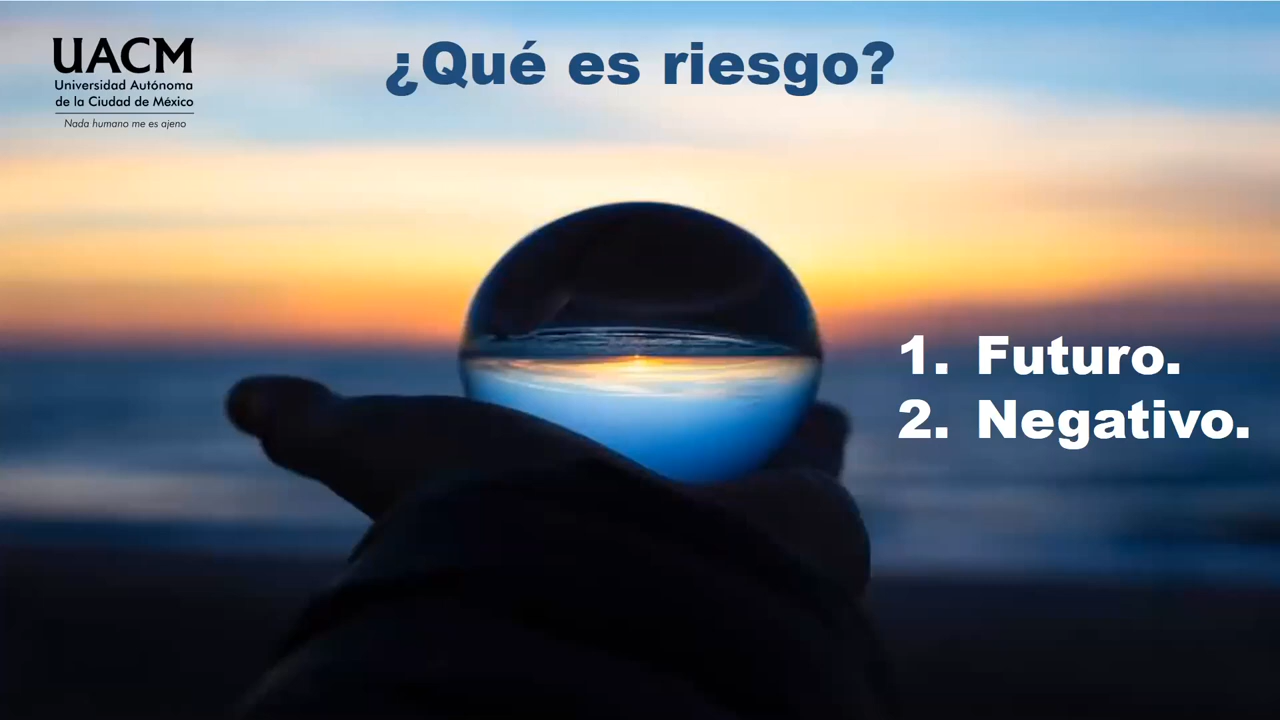 UACM
Universidad Autónoma
de la Ciudad de México
Nada humano me es ajeno
¿Qué es riesgo?
1. Futuro.
2. Negativo.